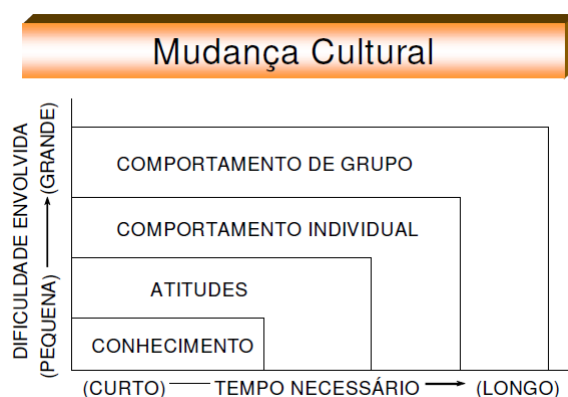 Mudança Cultural
DIFICULDADE ENVOLVIDA
(PEQUENA) (GRANDE)
COMPORTAMENTO DE GRUPO
COMPORTAMENTO INDIVIDUAL
ATITUDES
CONHECIMENTO
(CURTO) TEMPO NECESSÁRIO (LONGO)